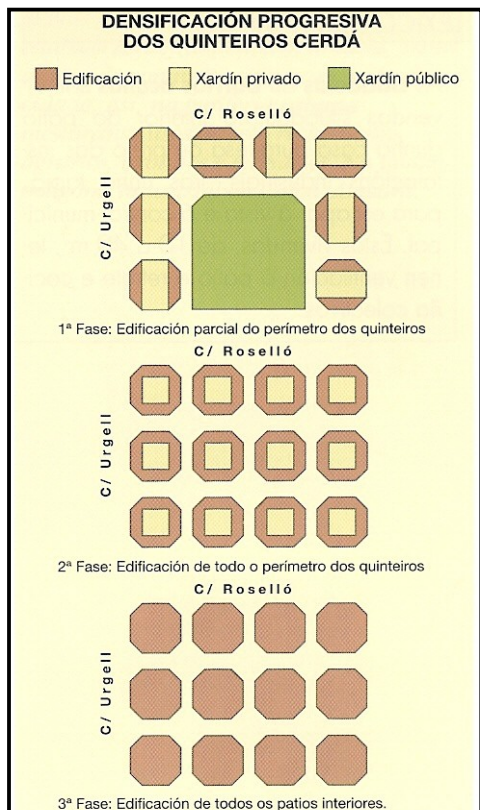 DENSIFICACIÓN PROGRESIVA
DOS QUINTEIROS CERDÁ
Edificación
Xardín privado
Xardín público
C/ Roselló
C/ Urgell
1ª Fase: Edificación parcial do perímetro dos quinteiros
C/ Roselló
C/ Urgell
2ª Fase: Edificación de todo o perímetro dos quinteiros
C/ Roselló
C/ Urgell
3ª Fase: Edificación de todos os patios interiores.